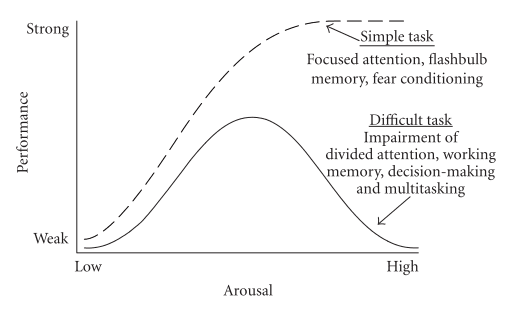 Strong
Simple task
Focused attention, flashbulb
memory, fear conditioning
Difficult task
Impairment of
divided attention, working
memory, decision-making
and multitasking
Performance
Weak
Low
High
Arousal